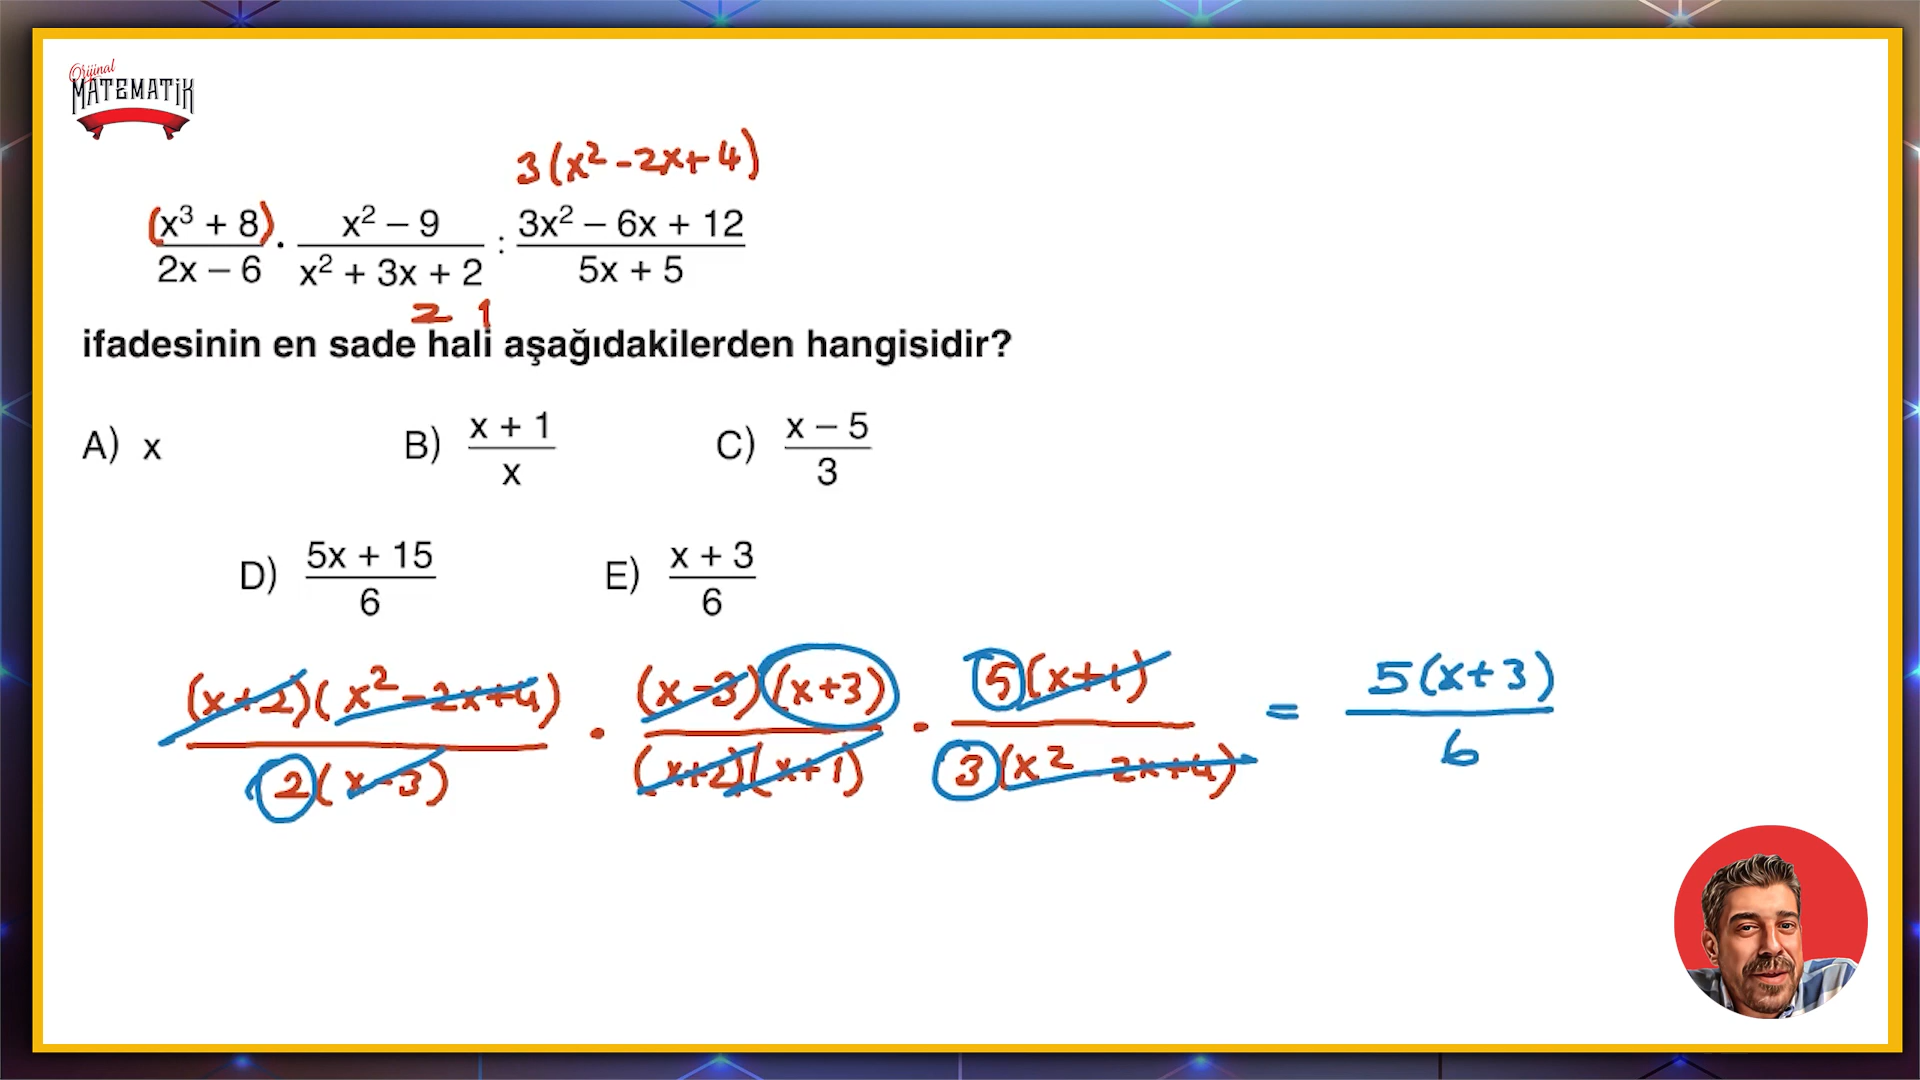 Orijinal
MATEMATİK
3(x² - 2x + 4)
(x³ + 8) / (2x – 6) · (x² – 9) / (x² + 3x + 2) : (3x² – 6x + 12) / (5x + 5)
2 1
ifadesinin en sade hali aşağıdakilerden hangisidir?
A) x B) (x + 1) / x C) (x – 5) / 3
D) (5x + 15) / 6 E) (x + 3) / 6
(x+2)(x²-2x+4) / 2(x-3) · (x-3)(x+3) / (x+2)(x+1) · 5(x+1) / 3(x²-2x+4) = 5(x+3) / 6